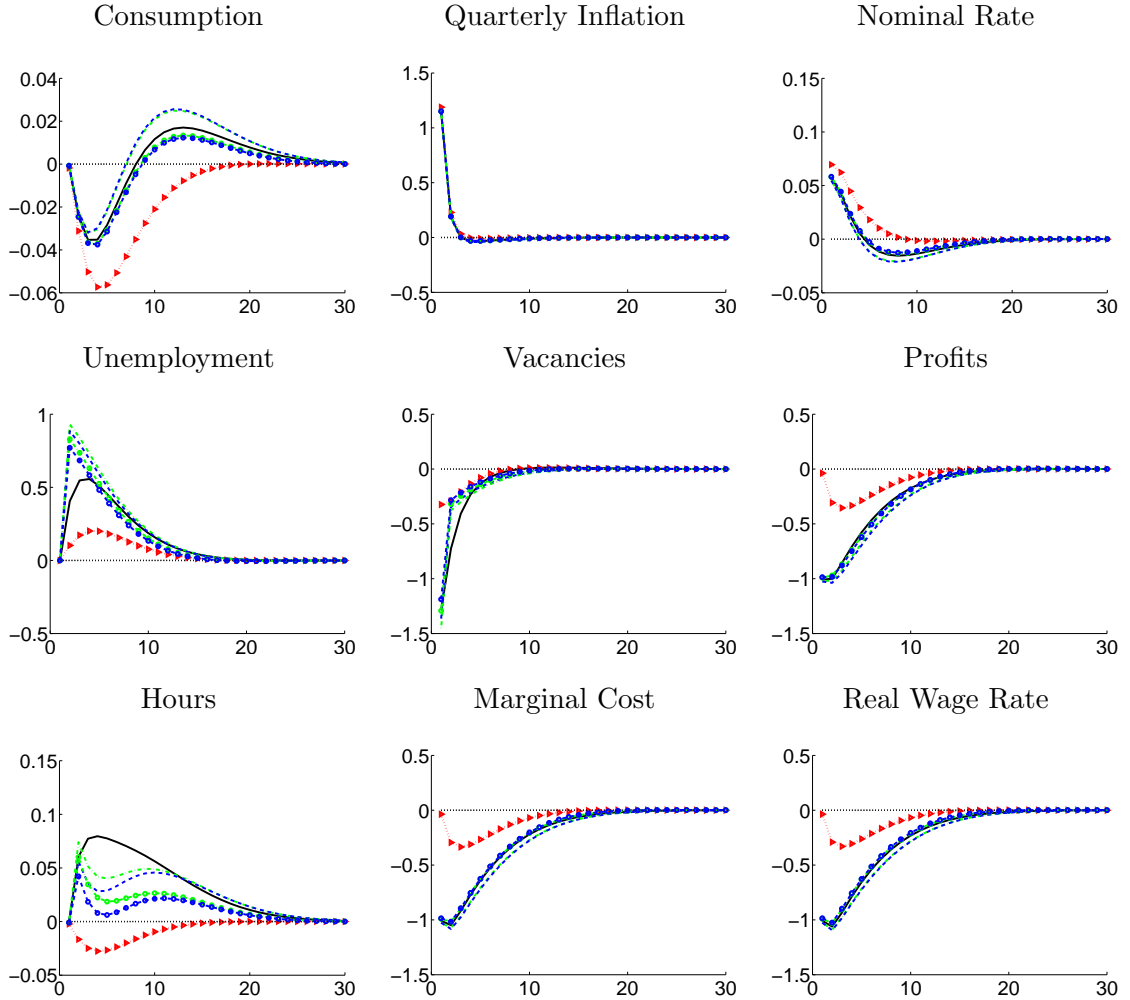 Consumption
Quarterly Inflation
Nominal Rate
0.04
0.02
0
−0.02
−0.04
−0.06
0 10 20 30
1.5
1
0.5
0
−0.5
0 10 20 30
0.15
0.1
0.05
0
−0.05
0 10 20 30
Unemployment
Vacancies
Profits
1
0.5
0
−0.5
0 10 20 30
0.5
0
−0.5
−1
−1.5
0 10 20 30
0.5
0
−0.5
−1
−1.5
0 10 20 30
Hours
Marginal Cost
Real Wage Rate
0.15
0.1
0.05
0
−0.05
0 10 20 30
0.5
0
−0.5
−1
−1.5
0 10 20 30
0.5
0
−0.5
−1
−1.5
0 10 20 30